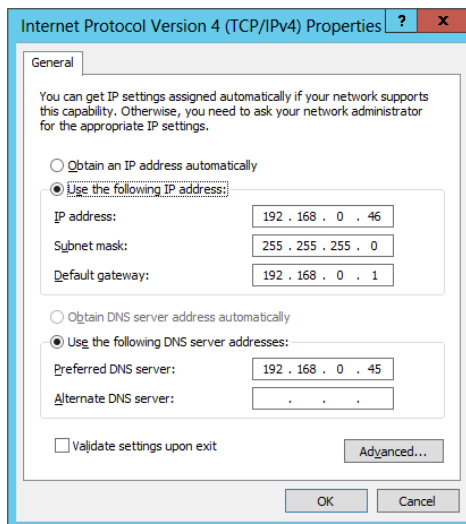 Internet Protocol Version 4 (TCP/IPv4) Properties ? x
General
You can get IP settings assigned automatically if your network supports
this capability. Otherwise, you need to ask your network administrator
for the appropriate IP settings.
Obtain an IP address automatically
Use the following IP address:
IP address: 192 . 168 . 0 . 46
Subnet mask: 255 . 255 . 255 . 0
Default gateway: 192 . 168 . 0 . 1
Obtain DNS server address automatically
Use the following DNS server addresses:
Preferred DNS server: 192 . 168 . 0 . 45
Alternate DNS server: . . .
Validate settings upon exit
Advanced...
OK Cancel